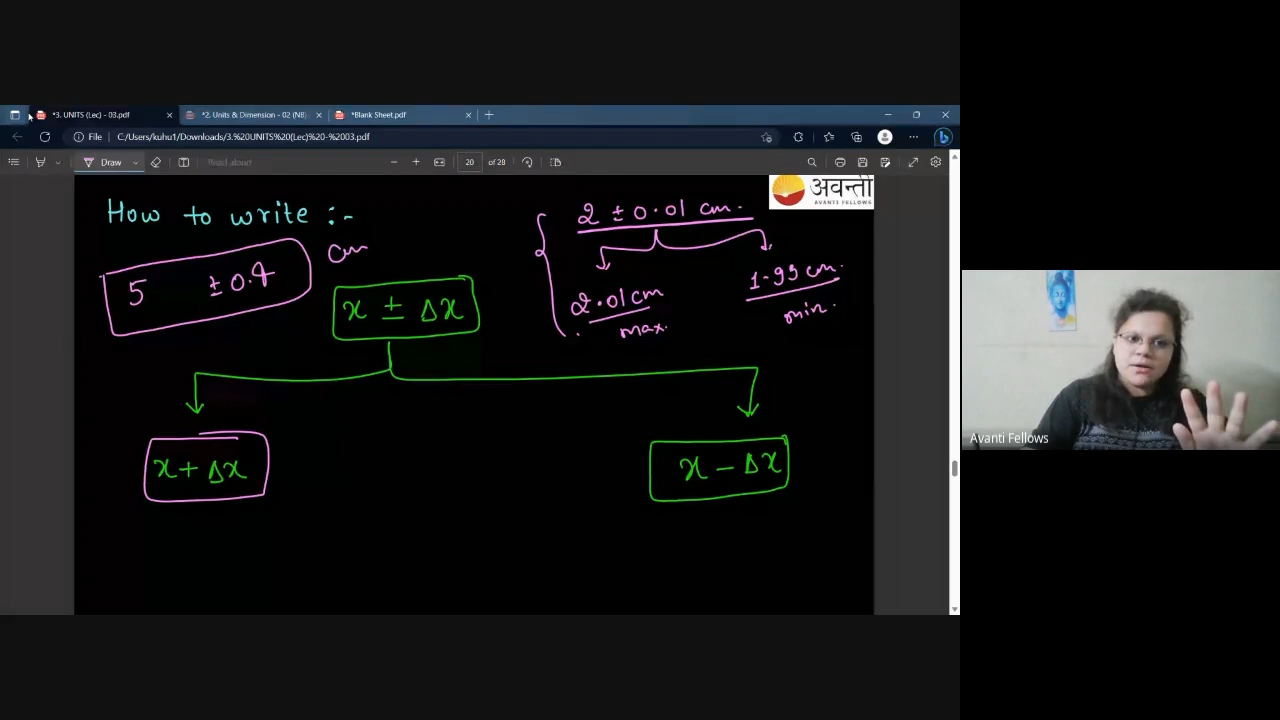 *3. UNITS (Lec) - 03.pdf
*2. Units & Dimension - 02 (NB)
*Blank Sheet.pdf
File
C:/Users/kuhu1/Downloads/3.%20UNITS%20(Lec)%20-%2003.pdf
Draw
Read aloud
20 of 28
अवन्ती
AVANTI FELLOWS
How to write :-
2 ± 0.01 cm.
5 ± 0.4
cm
x ± Δx
2.01 cm
max.
1.99 cm.
min.
x + Δx
x - Δx
Avanti Fellows